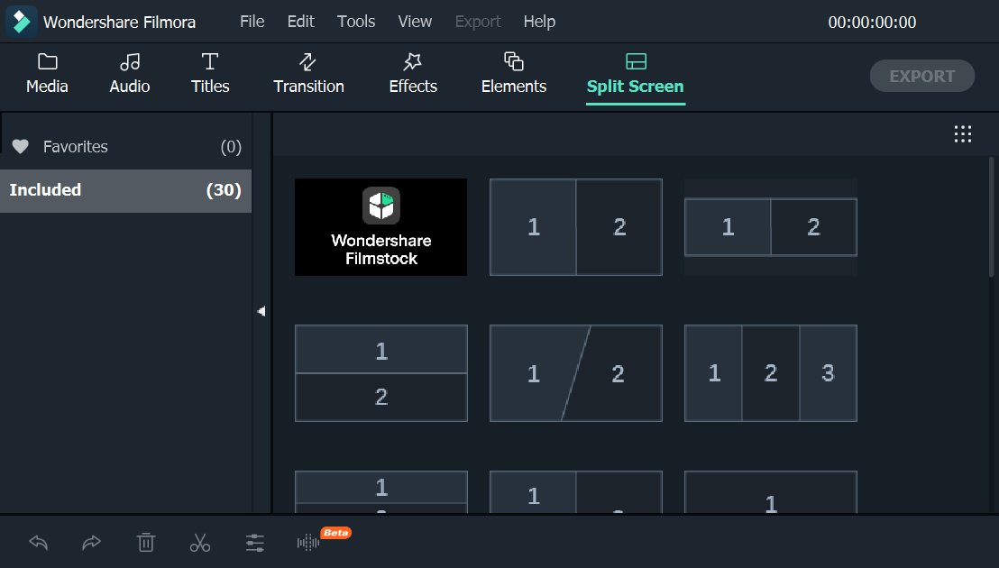 Wondershare Filmora File Edit Tools View Export Help 00:00:00:00
Media Audio Titles Transition Effects Elements Split Screen EXPORT
Favorites (0)
Included (30)
Wondershare
Filmstock
1 2
1 2
1
2
1 2
1 2 3
1
1
1
Beta